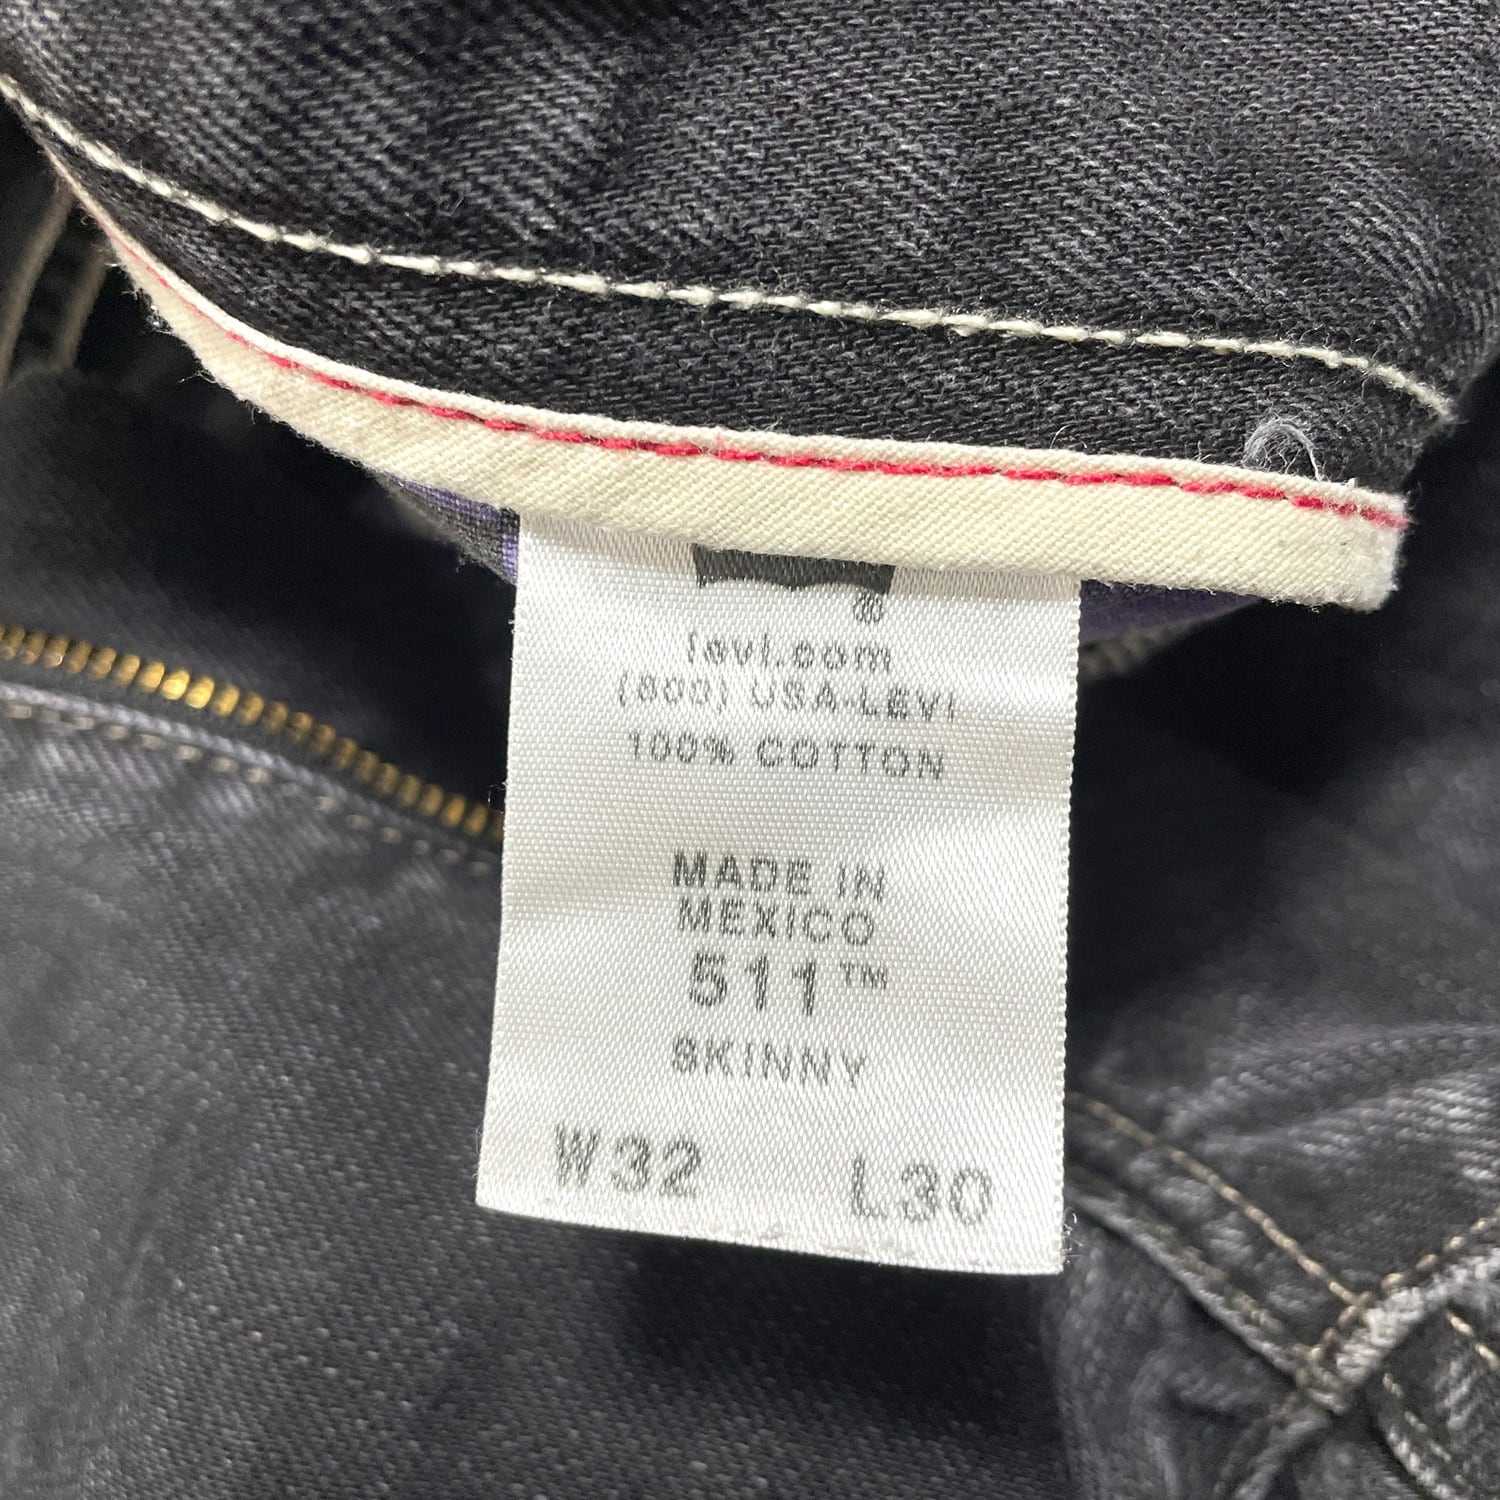 ®
levi.com
(800) USA-LEVI
100% COTTON
MADE IN
MEXICO
511™
SKINNY
W32 L30